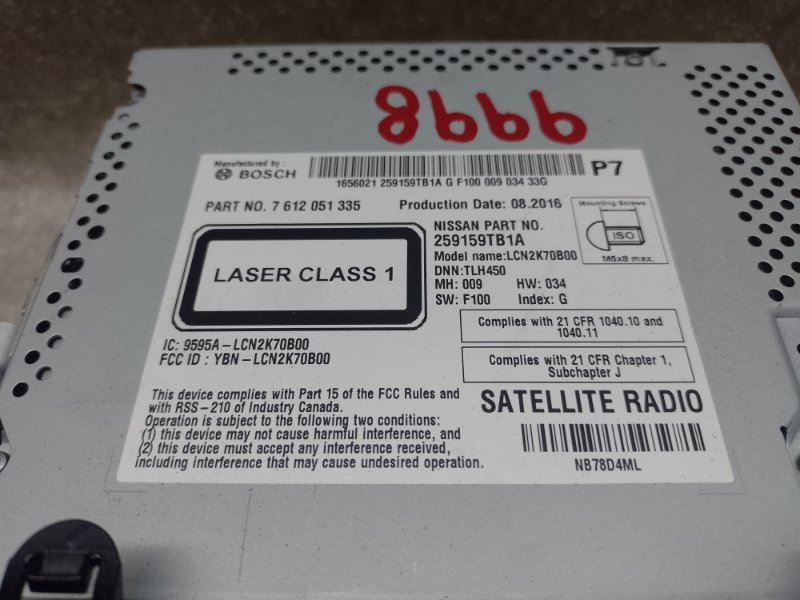 8999
Manufactured by :
BOSCH
1656021 259159TB1A G F100 009 034 33G
P7
PART NO. 7 612 051 335
Production Date: 08.2016
NISSAN PART NO.
259159TB1A
Model name:LCN2K70B00
DNN:TLH450
MH: 009 HW: 034
SW: F100 Index: G
Mounting Screws
ISO
M5x8 max.
LASER CLASS 1
Complies with 21 CFR 1040.10 and
1040.11
Complies with 21 CFR Chapter 1,
Subchapter J
IC: 9595A-LCN2K70B00
FCC ID : YBN-LCN2K70B00
This device complies with Part 15 of the FCC Rules and
with RSS-210 of Industry Canada.
Operation is subject to the following two conditions:
(1) this device may not cause harmful interference, and
(2) this device must accept any interference received,
including interference that may cause undesired operation.
SATELLITE RADIO
NB78D4ML